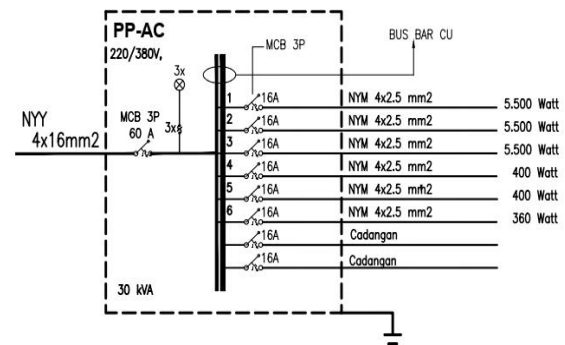 PP-AC
220/380V,
MCB 3P
BUS BAR CU
3x
NYY
4x16mm2
MCB 3P
60 A
3x
1 16A NYM 4x2.5 mm2 5.500 Watt
2 16A NYM 4x2.5 mm2 5.500 Watt
3 16A NYM 4x2.5 mm2 5.500 Watt
4 16A NYM 4x2.5 mm2 400 Watt
5 16A NYM 4x2.5 mm2 400 Watt
6 16A NYM 4x2.5 mm2 360 Watt
16A Cadangan
16A Cadangan
30 kVA